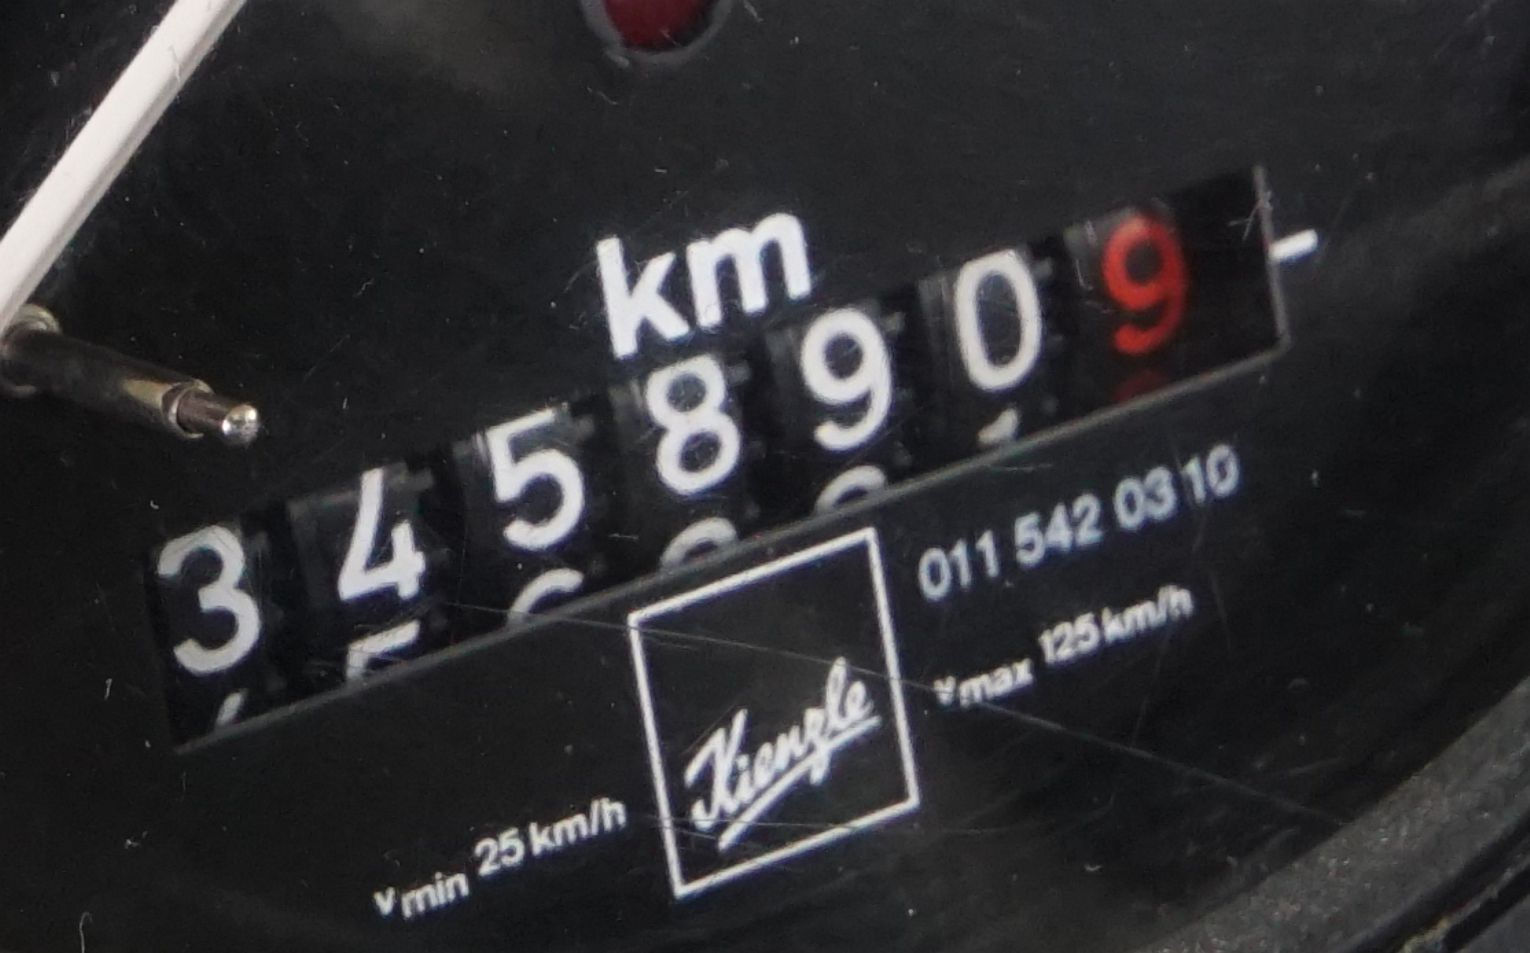 km
3458909
011 542 03 10
vmax 125 km/h
Kienzle
vmin 25 km/h